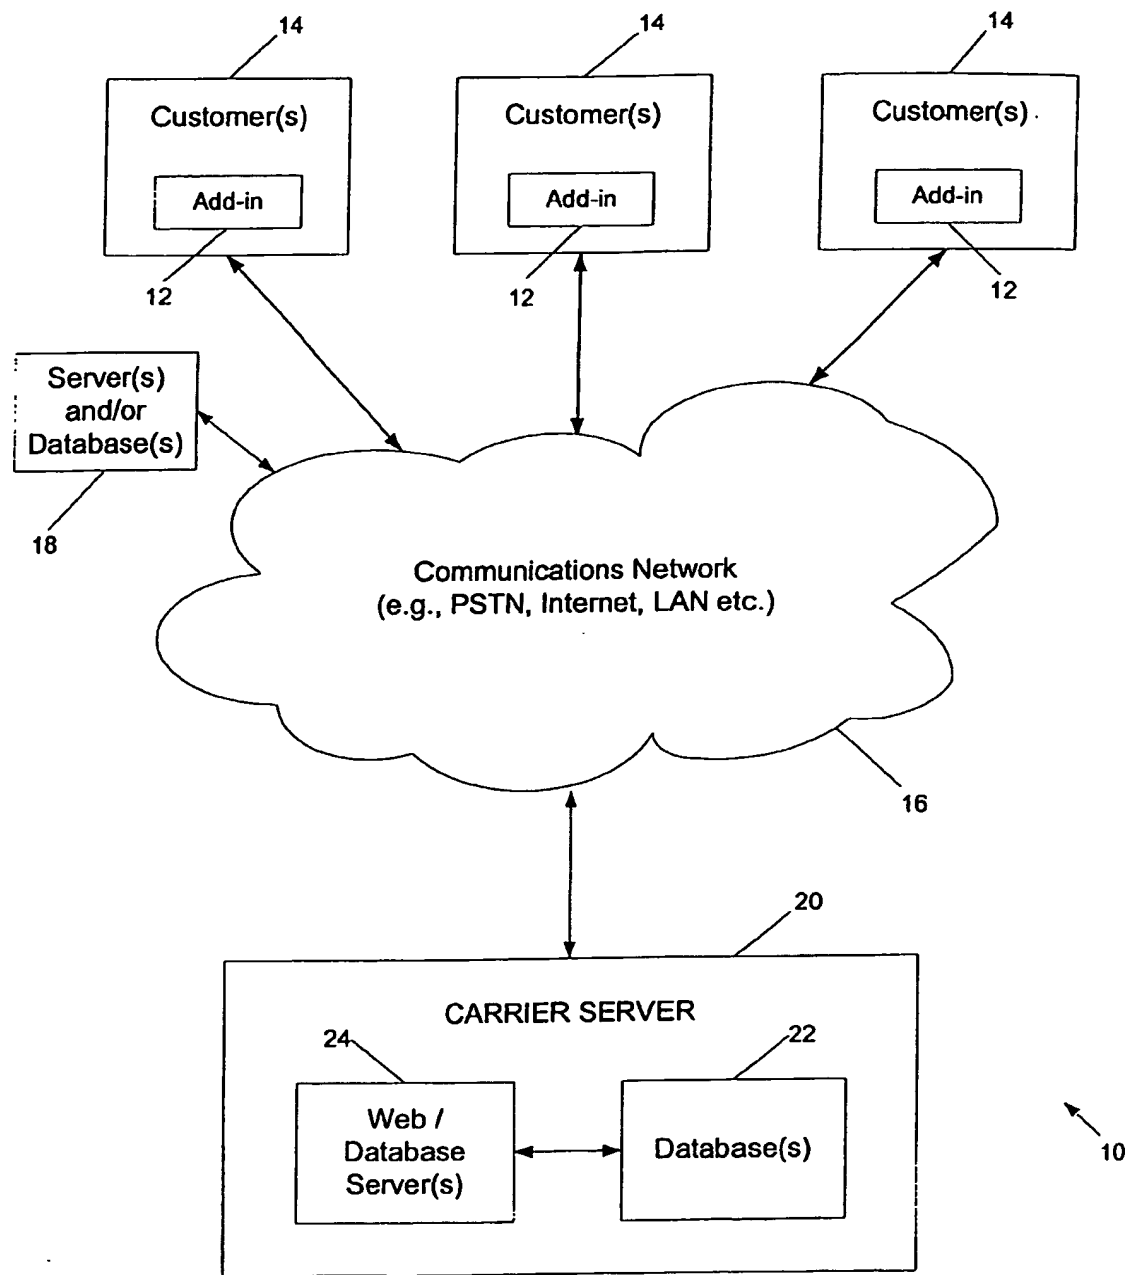 14
14
14
Customer(s)
Customer(s)
Customer(s)
Add-in
Add-in
Add-in
12
12
12
Server(s)
and/or
Database(s)
18
Communications Network
(e.g., PSTN, Internet, LAN etc.)
16
20
CARRIER SERVER
24
22
Web /
Database
Server(s)
Database(s)
10